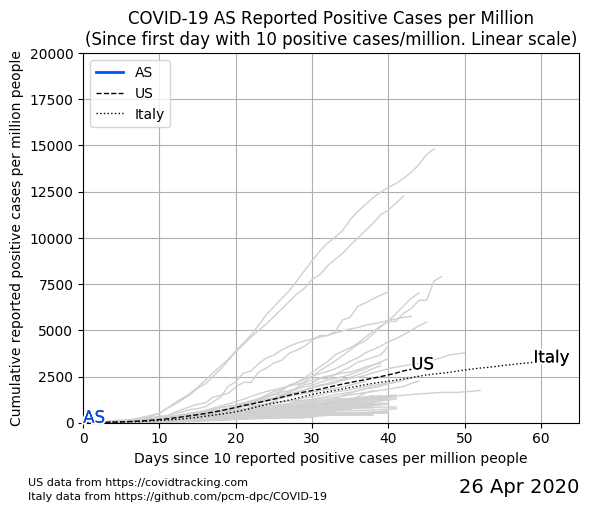 COVID-19 AS Reported Positive Cases per Million
(Since first day with 10 positive cases/million. Linear scale)
Cumulative reported positive cases per million people
20000
17500
15000
12500
10000
7500
5000
2500
0
AS
US
Italy
AS
US
Italy
0 10 20 30 40 50 60
Days since 10 reported positive cases per million people
US data from https://covidtracking.com
Italy data from https://github.com/pcm-dpc/COVID-19
26 Apr 2020